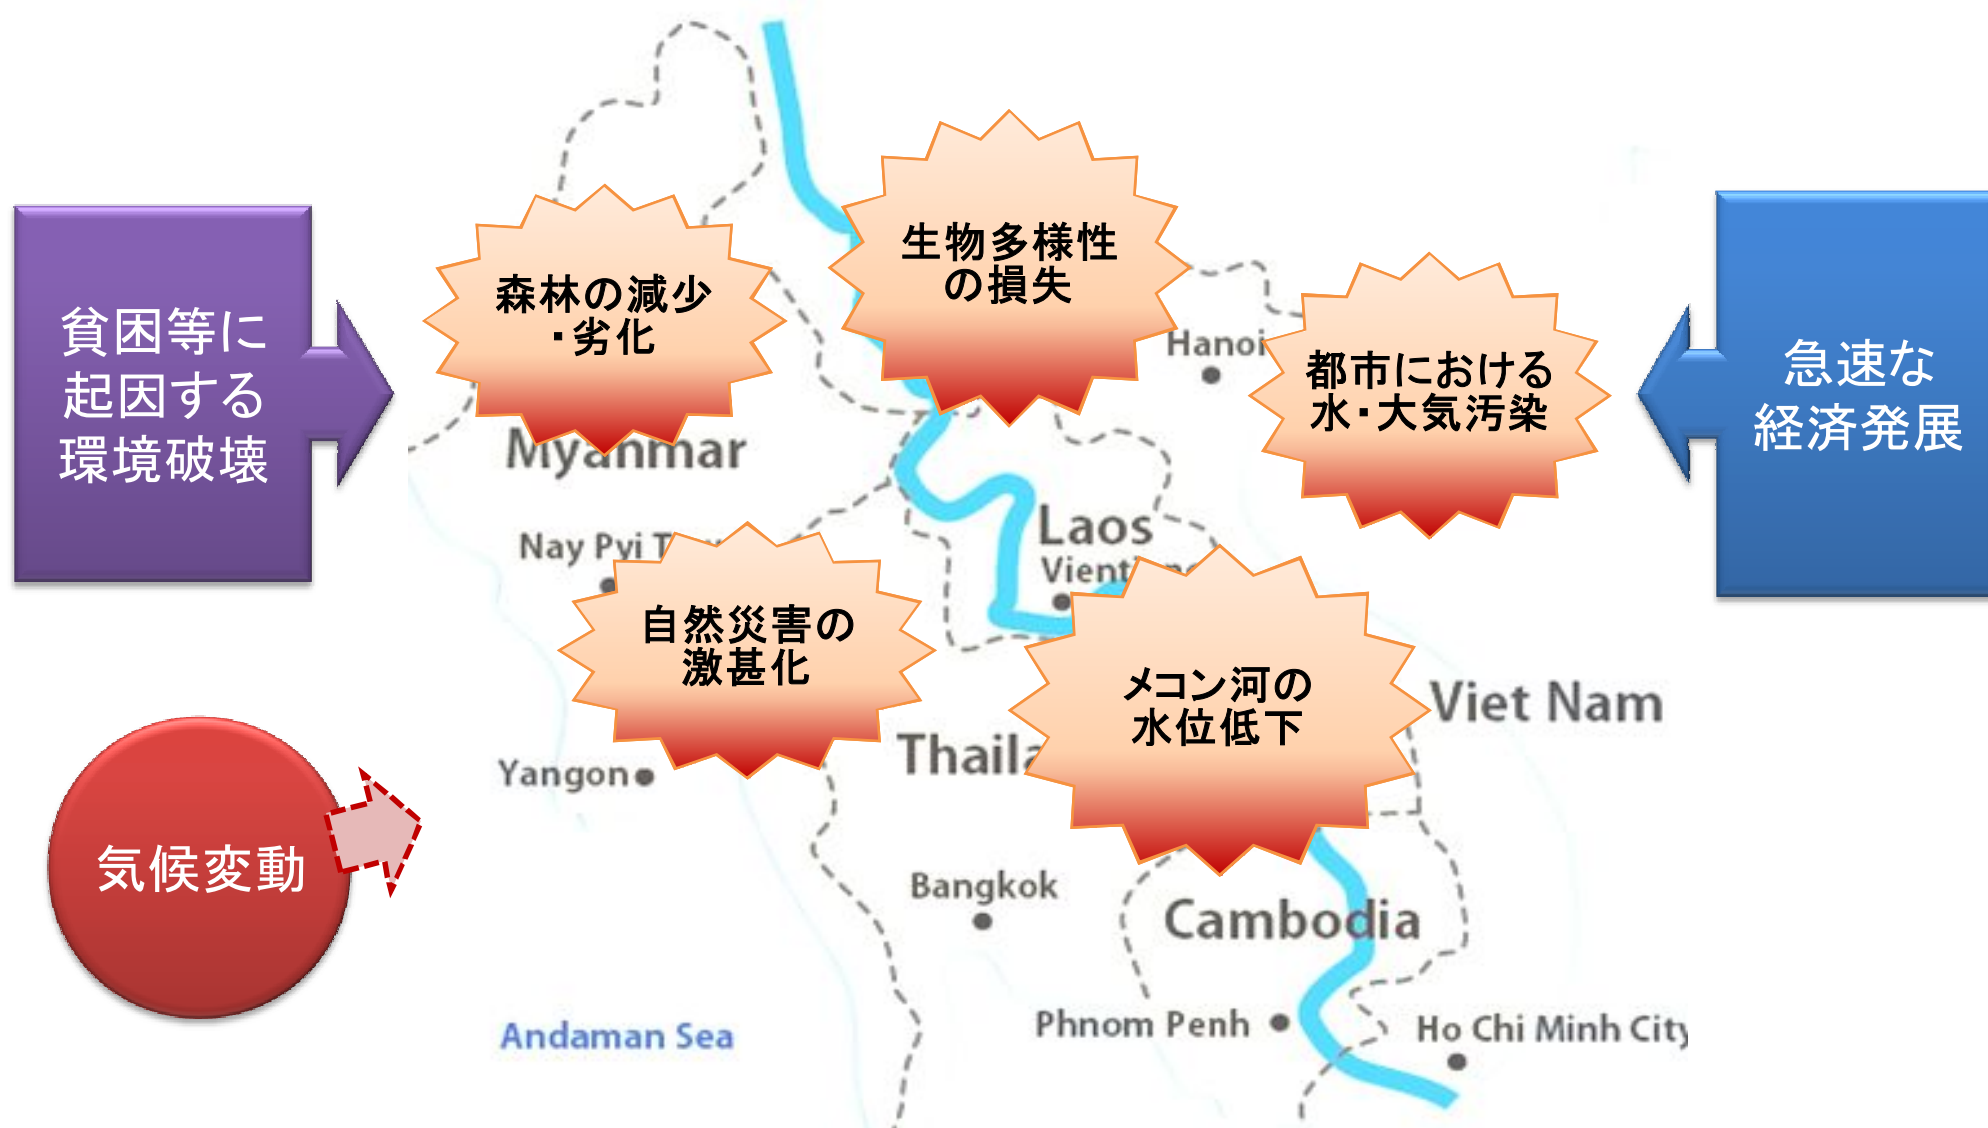 貧困等に
起因する
環境破壊
気候変動
森林の減少
・劣化
生物多様性
の損失
都市における
水・大気汚染
自然災害の
激甚化
メコン河の
水位低下
急速な
経済発展
Hanoi
Myanmar
Laos
Nay Pyi
Viet Nam
Yangon
Bangkok
Cambodia
Phnom Penh
Ho Chi Minh City
Andaman Sea